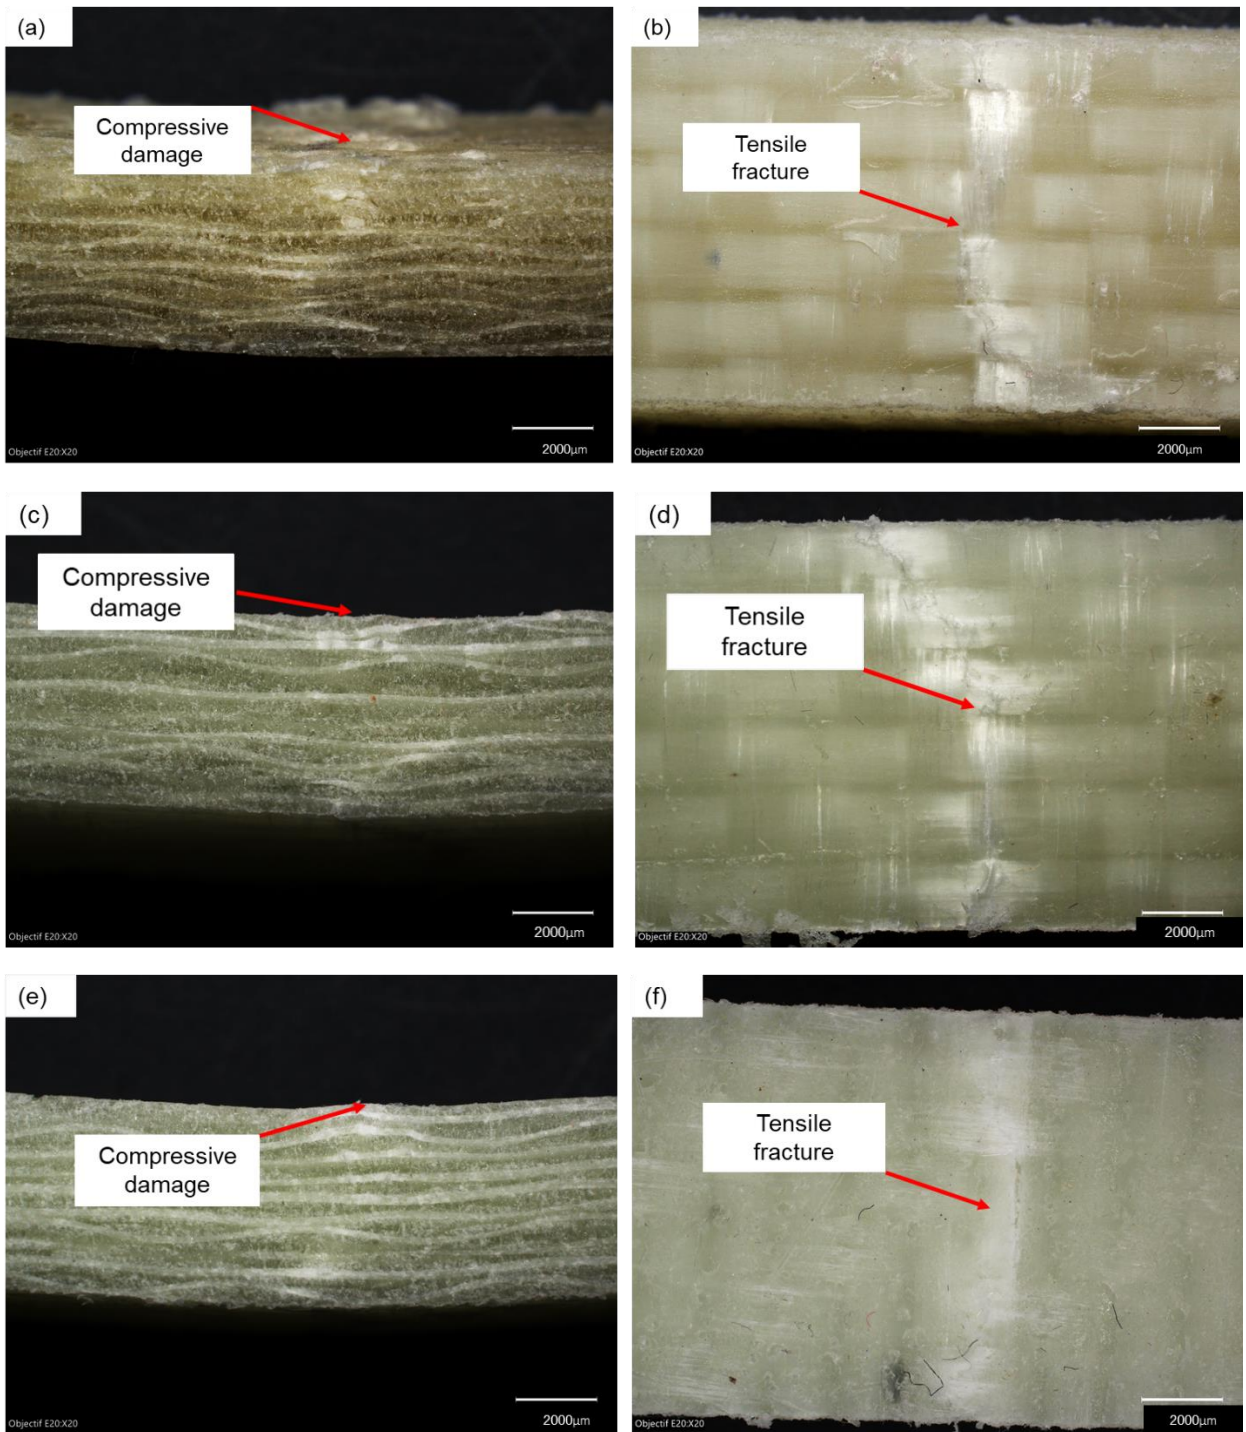 (a)
Compressive
damage
2000μm
Objectif E20:X20
(b)
Tensile
fracture
2000μm
Objectif E20:X20
(c)
Compressive
damage
2000μm
Objectif E20:X20
(d)
Tensile
fracture
2000μm
Objectif E20:X20
(e)
Compressive
damage
2000μm
Objectif E20:X20
(f)
Tensile
fracture
2000μm
Objectif E20:X20